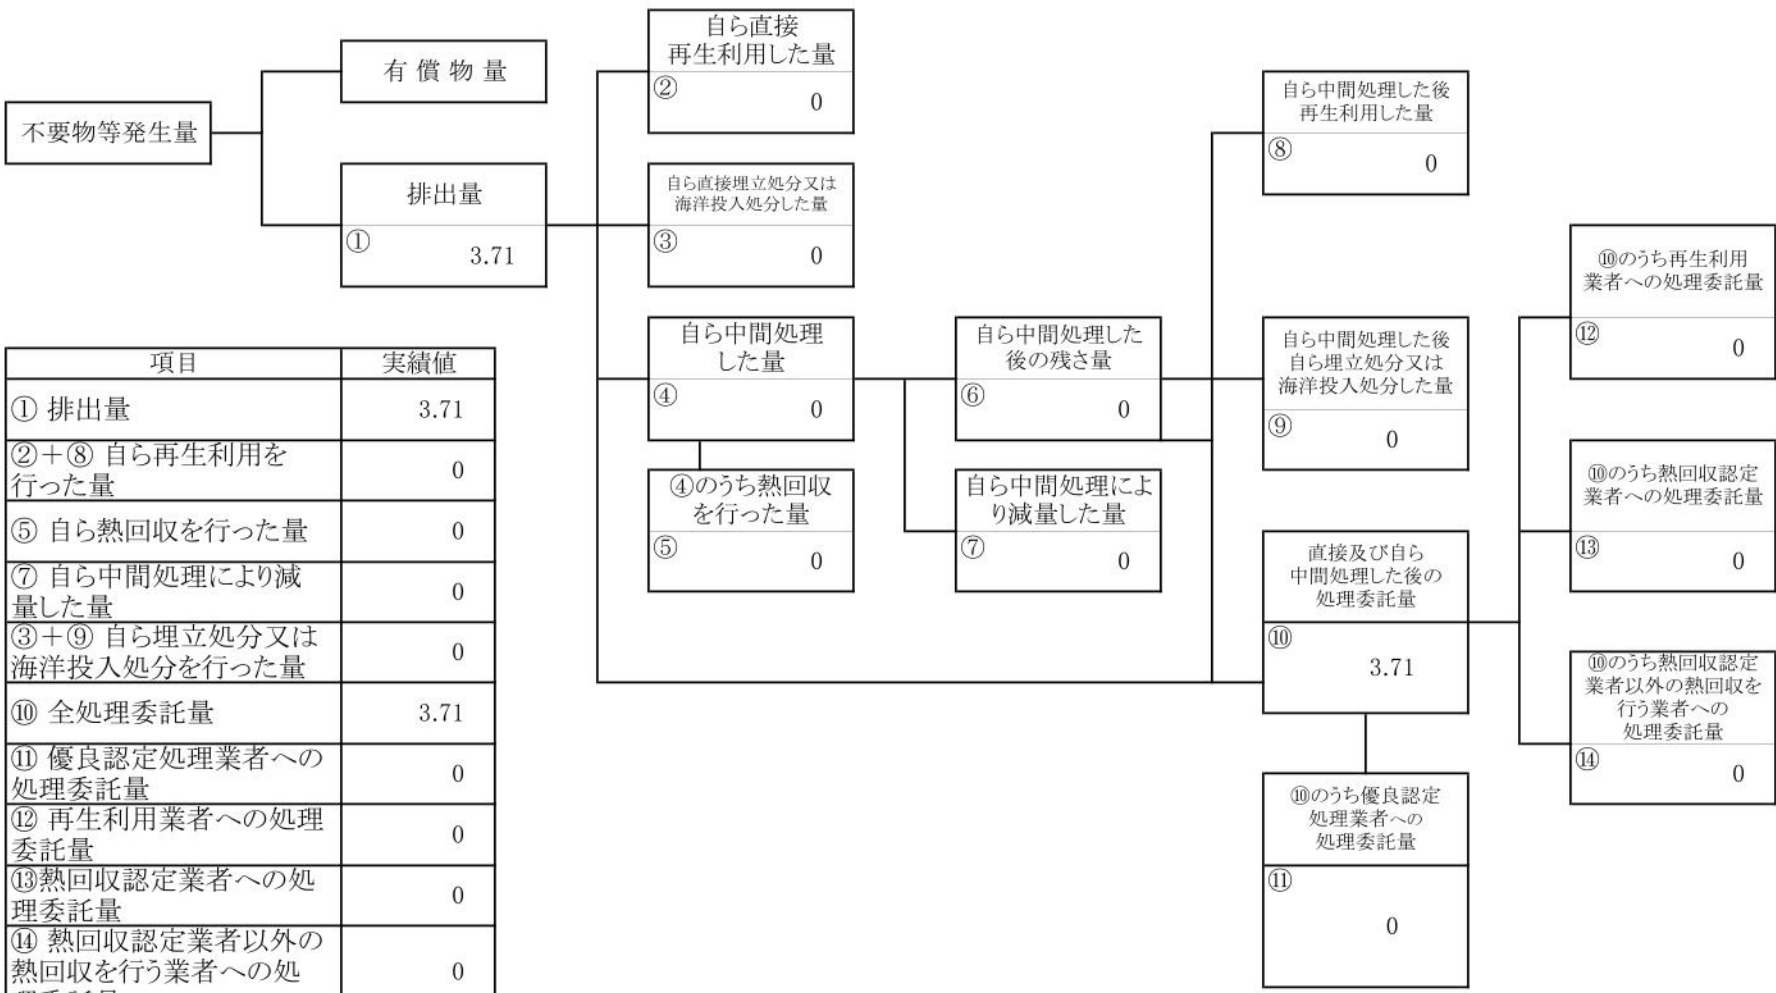 不要物等発生量
有償物量
排出量
①
3.71
自ら直接
再生利用した量
②
0
自ら直接埋立処分又は
海洋投入処分した量
③
0
自ら中間処理
した量
④
0
④のうち熱回収
を行った量
⑤
0
自ら中間処理した
後の残さ量
⑥
0
自ら中間処理によ
り減量した量
⑦
0
自ら中間処理した後
再生利用した量
⑧
0
自ら中間処理した後
自ら埋立処分又は
海洋投入処分した量
⑨
0
直接及び自ら
中間処理した後の
処理委託量
⑩
3.71
⑩のうち優良認定
処理業者への
処理委託量
⑪
0
⑩のうち再生利用
業者への処理委託量
⑫
0
⑩のうち熱回収認定
業者への処理委託量
⑬
0
⑩のうち熱回収認定
業者以外の熱回収を
行う業者への
処理委託量
⑭
0
項目 実績値
① 排出量 3.71
②+⑧ 自ら再生利用を
行った量 0
⑤ 自ら熱回収を行った量 0
⑦ 自ら中間処理により減
量した量 0
③+⑨ 自ら埋立処分又は
海洋投入処分を行った量 0
⑩ 全処理委託量 3.71
⑪ 優良認定処理業者への
処理委託量 0
⑫ 再生利用業者への処理
委託量 0
⑬熱回収認定業者への処
理委託量 0
⑭ 熱回収認定業者以外の
熱回収を行う業者への処 0